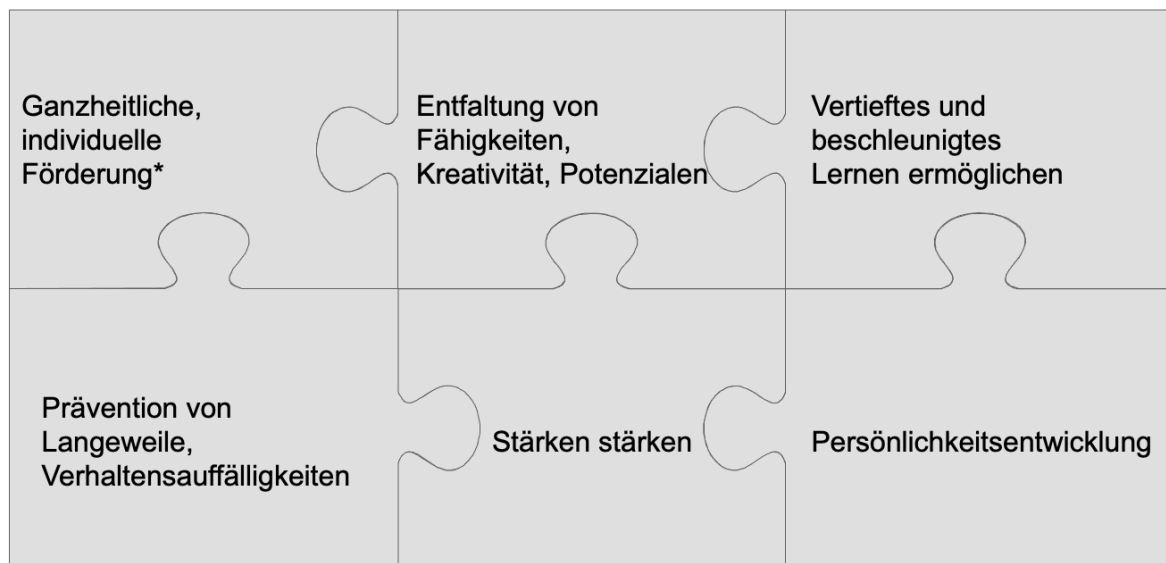 Ganzheitliche,
individuelle
Förderung*
Entfaltung von
Fähigkeiten,
Kreativität, Potenzialen
Vertieftes und
beschleunigtes
Lernen ermöglichen
Prävention von
Langeweile,
Verhaltensauffälligkeiten
Stärken stärken
Persönlichkeitsentwicklung